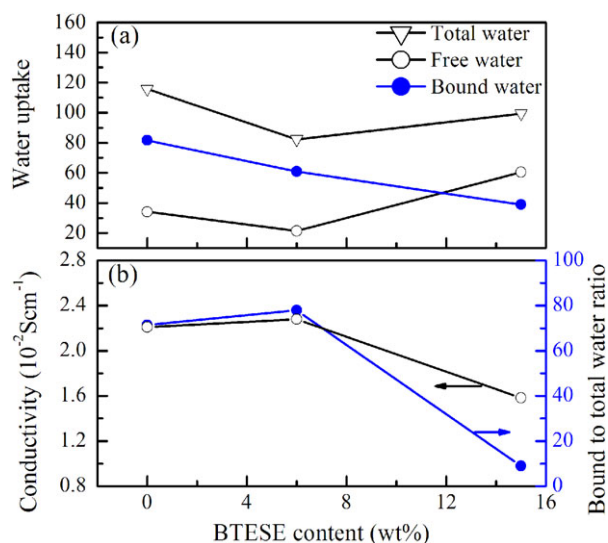 160
140
120
100
80
60
40
20
Water uptake
(a)
Total water
Free water
Bound water
2.8
2.4
2.0
1.6
1.2
0.8
Conductivity (10⁻²Scm⁻¹)
(b)
100
80
60
40
20
0
Bound to total water ratio
0 4 8 12 16
BTESE content (wt%)